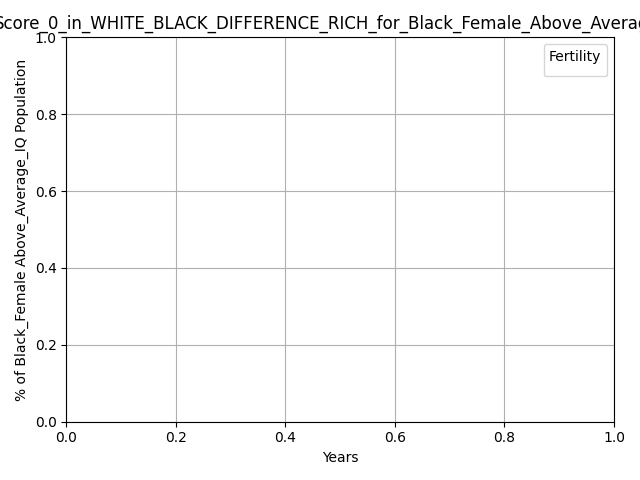 Score_0_in_WHITE_BLACK_DIFFERENCE_RICH_for_Black_Female_Above_Averag
Fertility
% of Black_Female Above_Average_IQ Population
1.0
0.8
0.6
0.4
0.2
0.0
0.0 0.2 0.4 0.6 0.8 1.0
Years